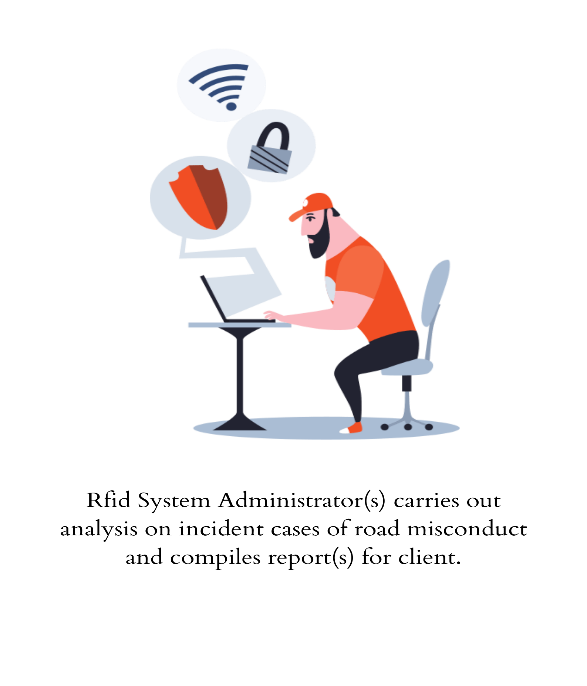 Rfid System Administrator(s) carries out
analysis on incident cases of road misconduct
and compiles report(s) for client.